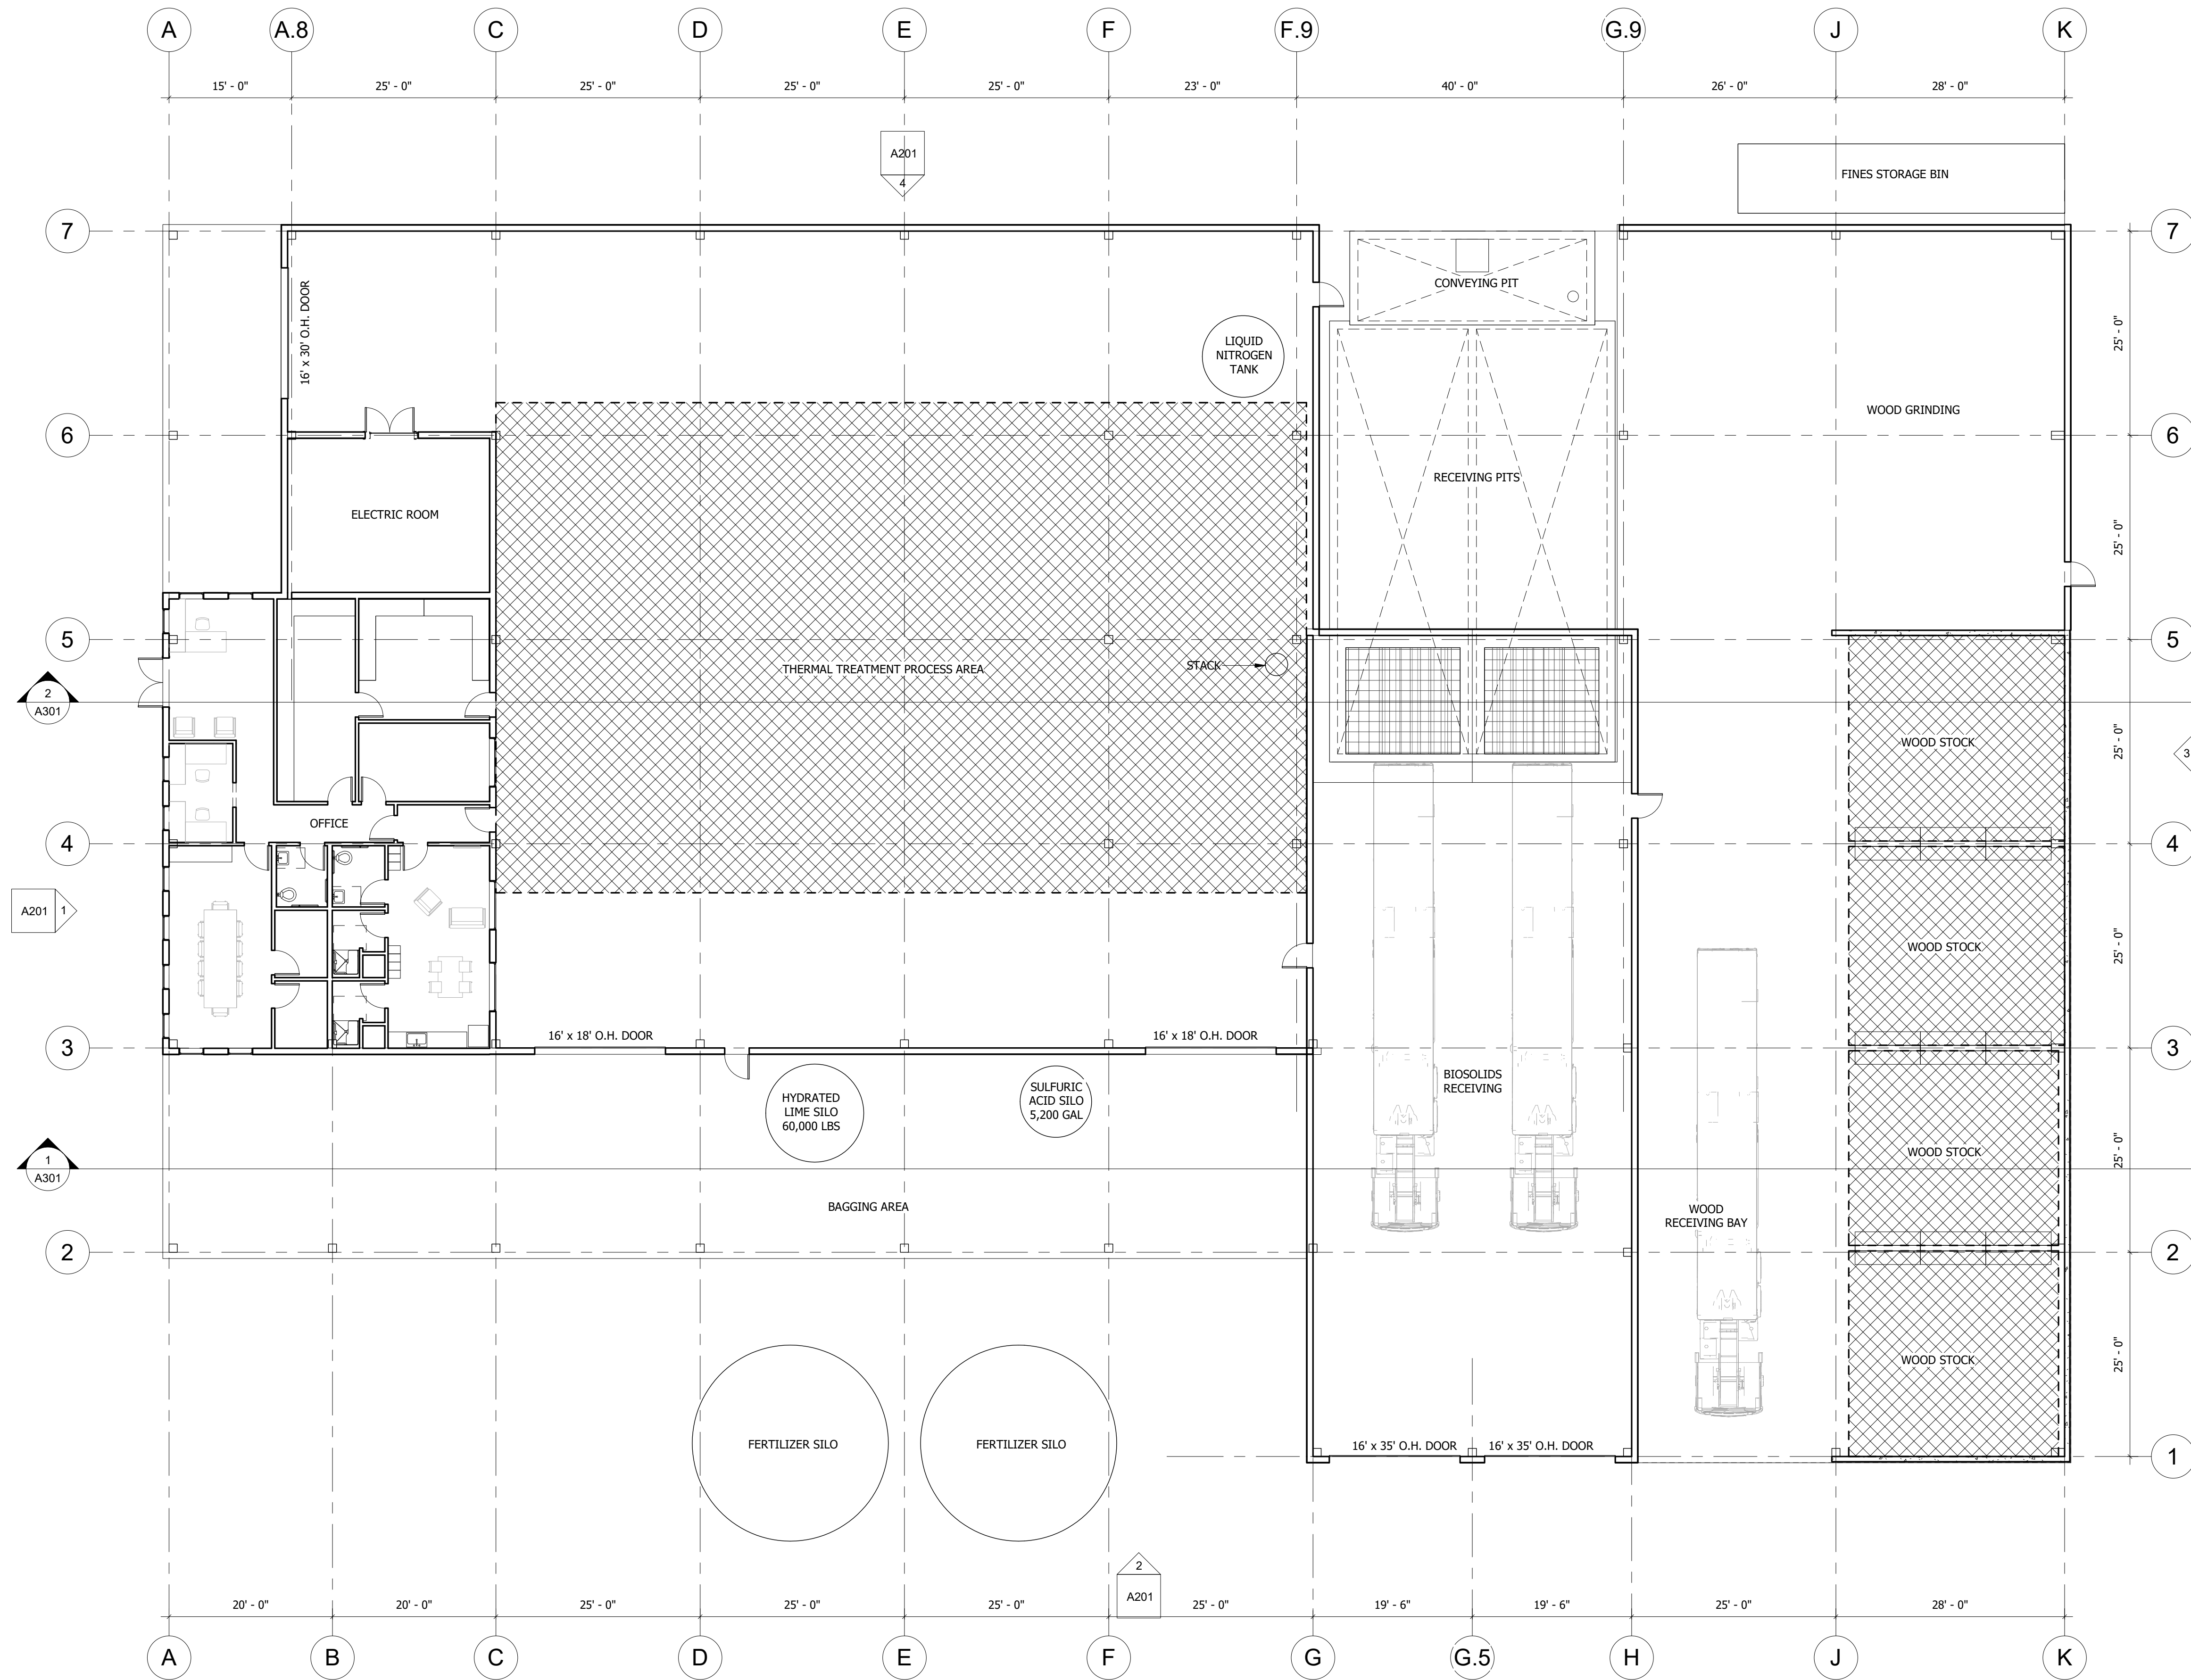 A
A.8
C
D
E
F
F.9
G.9
J
K
15' - 0"
25' - 0"
25' - 0"
25' - 0"
25' - 0"
25' - 0"
23' - 0"
40' - 0"
26' - 0"
28' - 0"
A201
4
FINES STORAGE BIN
7
7
16' x 30' O.H. DOOR
CONVEYING PIT
25' - 0"
LIQUID
NITROGEN
TANK
WOOD GRINDING
6
6
RECEIVING PITS
ELECTRIC ROOM
25' - 0"
5
5
THERMAL TREATMENT PROCESS AREA
STACK
2
A301
WOOD STOCK
25' - 0"
3
OFFICE
4
4
A201
1
WOOD STOCK
25' - 0"
16' x 18' O.H. DOOR
16' x 18' O.H. DOOR
3
3
HYDRATED
LIME SILO
60,000 LBS
SULFURIC
ACID SILO
5,200 GAL
BIOSOLIDS
RECEIVING
WOOD STOCK
25' - 0"
1
A301
BAGGING AREA
WOOD
RECEIVING BAY
2
2
WOOD STOCK
25' - 0"
FERTILIZER SILO
FERTILIZER SILO
16' x 35' O.H. DOOR
16' x 35' O.H. DOOR
1
2
A201
20' - 0"
20' - 0"
25' - 0"
25' - 0"
25' - 0"
25' - 0"
19' - 6"
19' - 6"
25' - 0"
28' - 0"
A
B
C
D
E
F
G
G.5
H
J
K